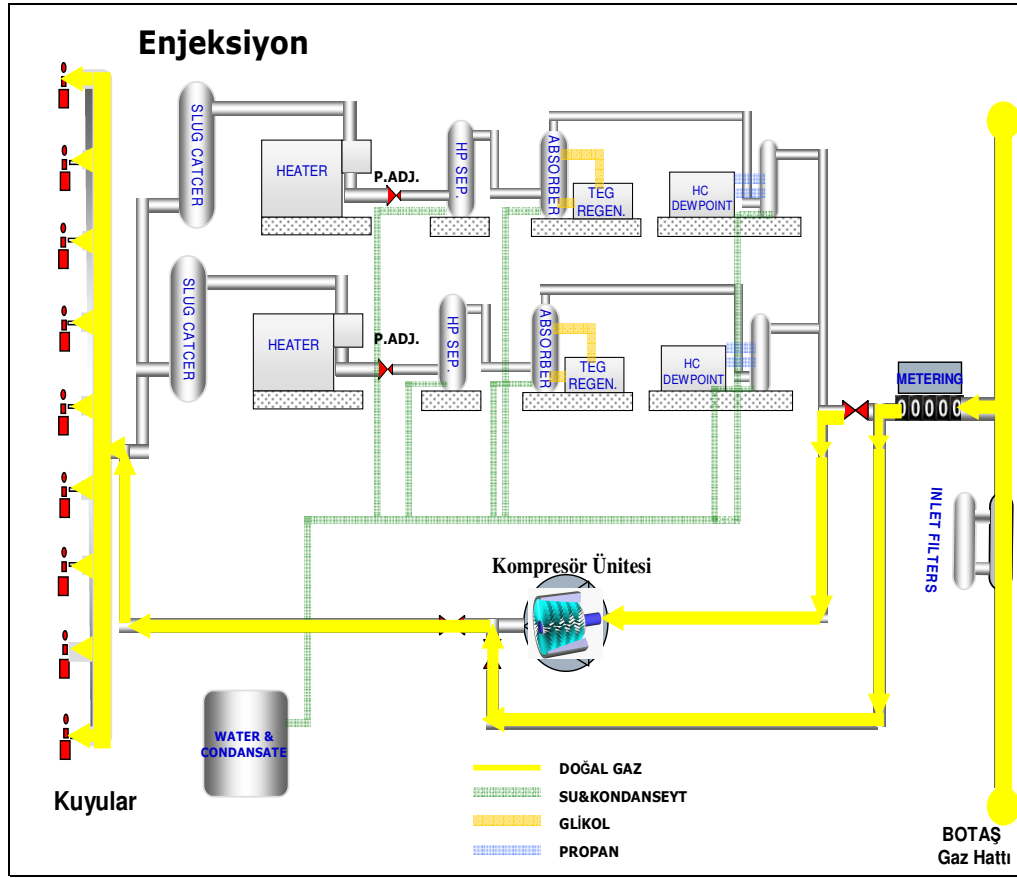 Enjeksiyon
SLUG CATCER
HEATER
P.ADJ.
HP SEP.
ABSORBER
TEG
REGEN.
HC
DEWPOINT
SLUG CATCER
HEATER
P.ADJ.
HP SEP.
ABSORBER
TEG
REGEN.
HC
DEWPOINT
METERING
00000
INLET FILTERS
Kompresör Ünitesi
WATER &
CONDANSATE
Kuyular
DOĞAL GAZ
SU&KONDANSEYT
GLİKOL
PROPAN
BOTAŞ
Gaz Hattı